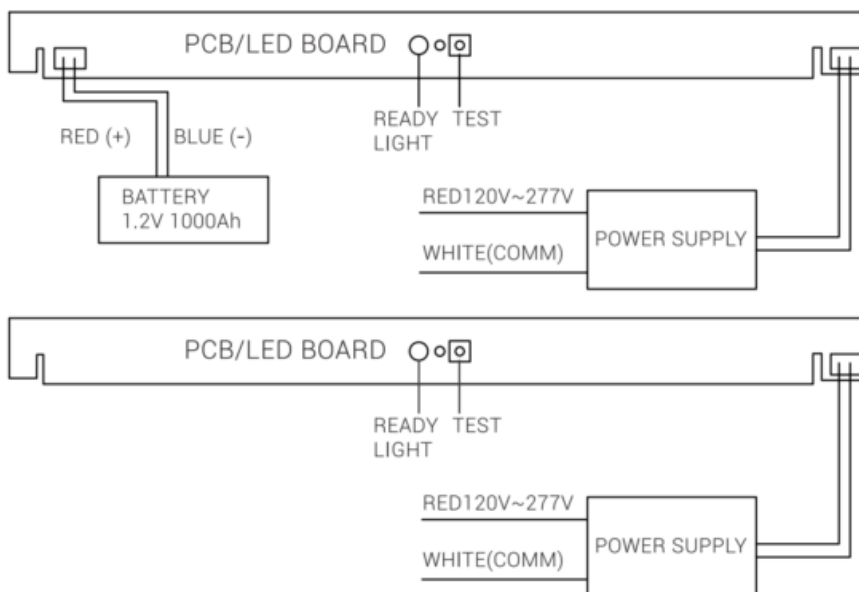 PCB/LED BOARD
READY LIGHT
TEST
RED (+)
BLUE (-)
BATTERY
1.2V 1000Ah
RED120V~277V
WHITE(COMM)
POWER SUPPLY
PCB/LED BOARD
READY LIGHT
TEST
RED120V~277V
WHITE(COMM)
POWER SUPPLY